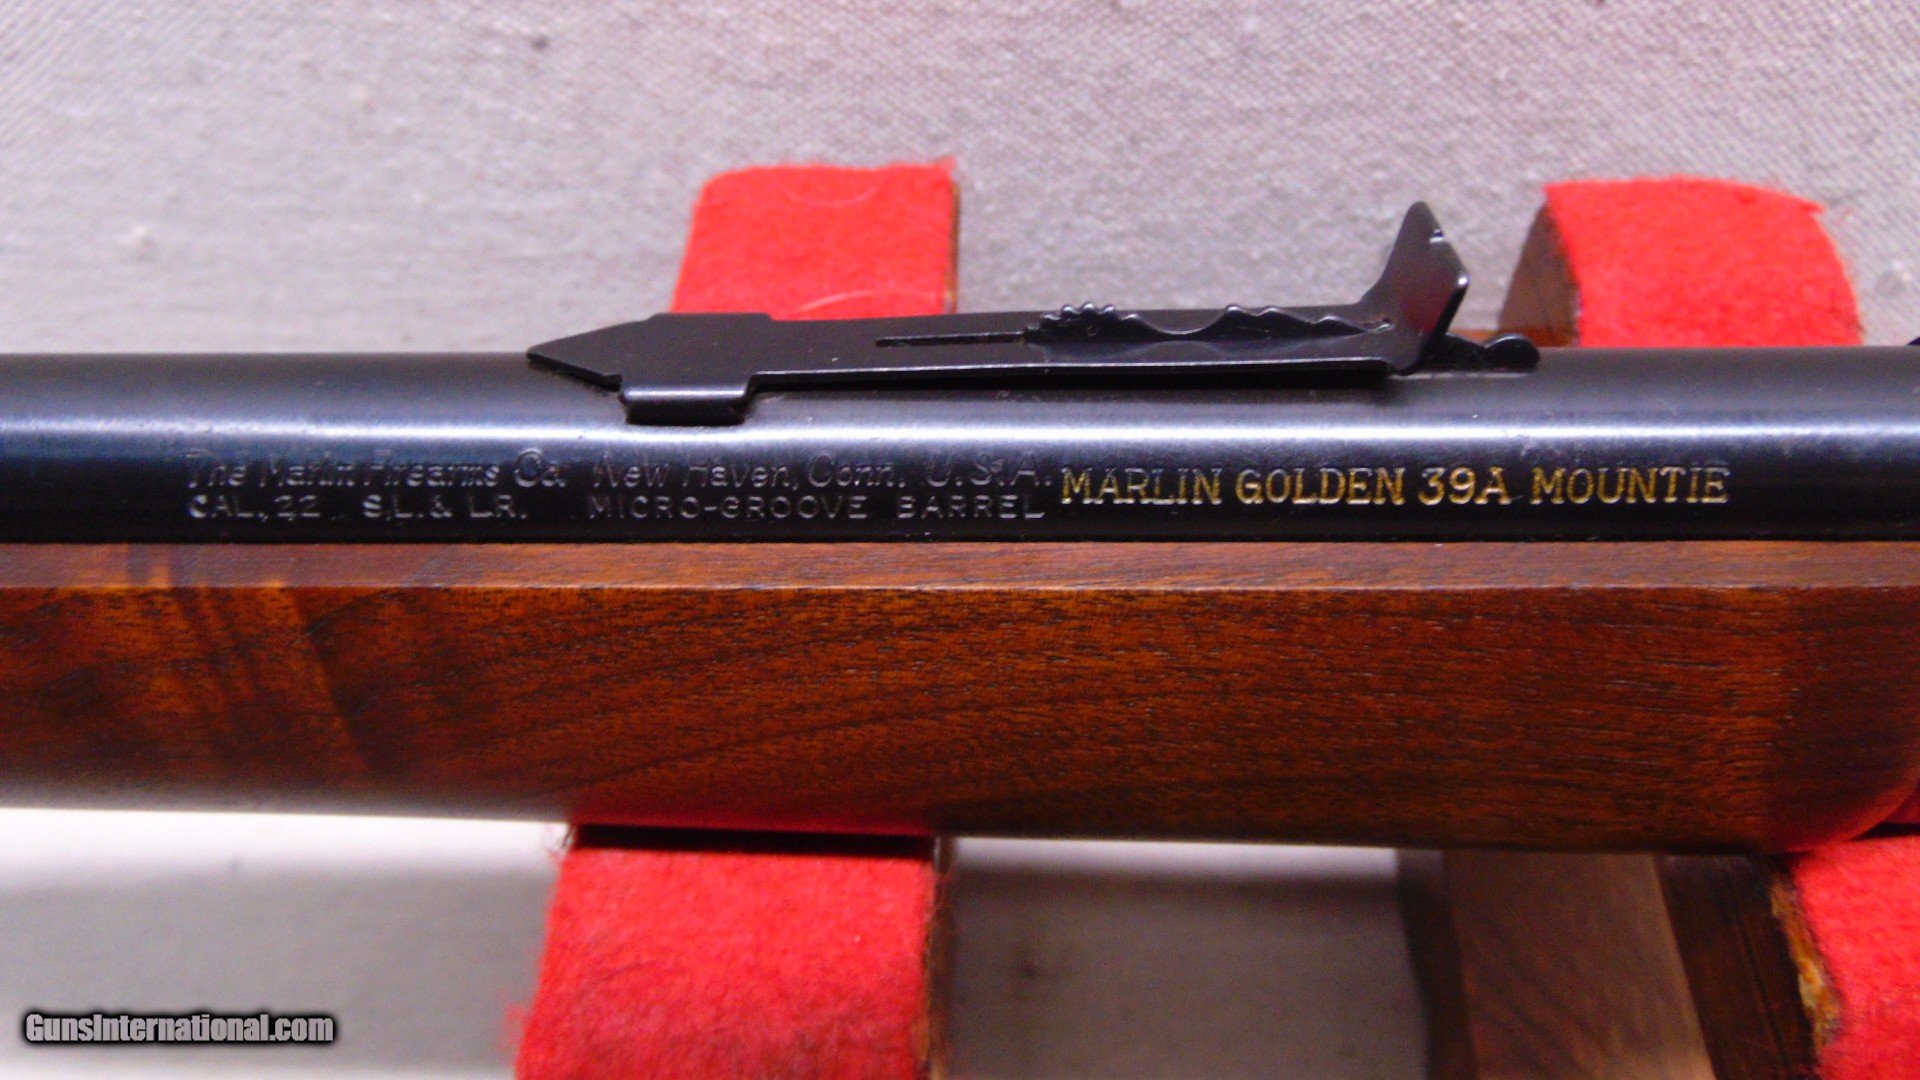 The Marlin Firearms Co. New Haven, Conn. U.S.A.
CAL. 22 S.L. & L.R. MICRO-GROOVE BARREL
MARLIN GOLDEN 39A MOUNTIE
GunsInternational.com